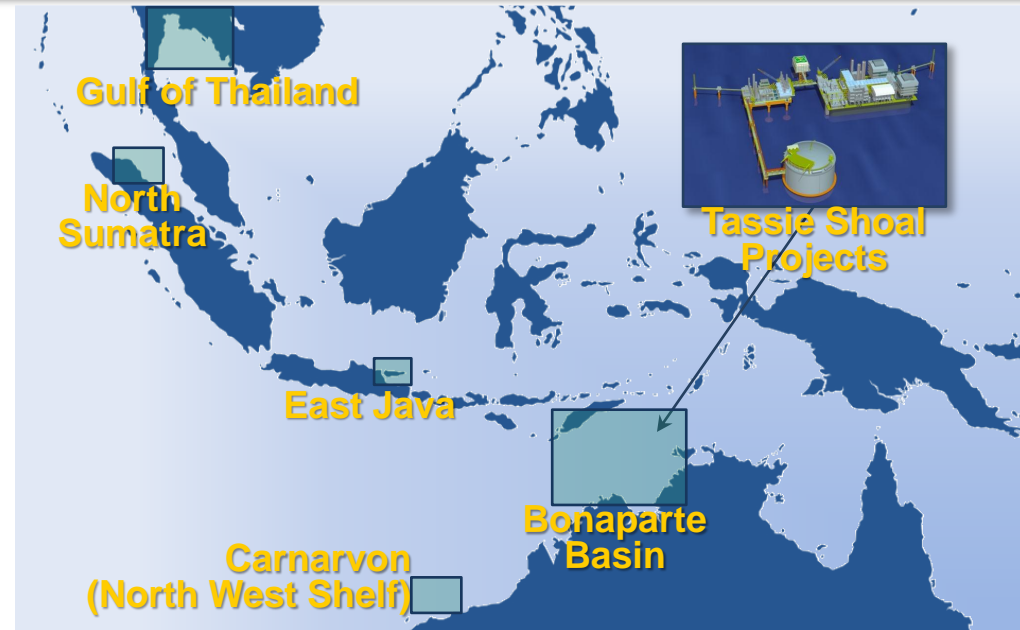 Gulf of Thailand
North
Sumatra
Tassie Shoal
Projects
East Java
Bonaparte
Basin
Carnarvon
(North West Shelf)